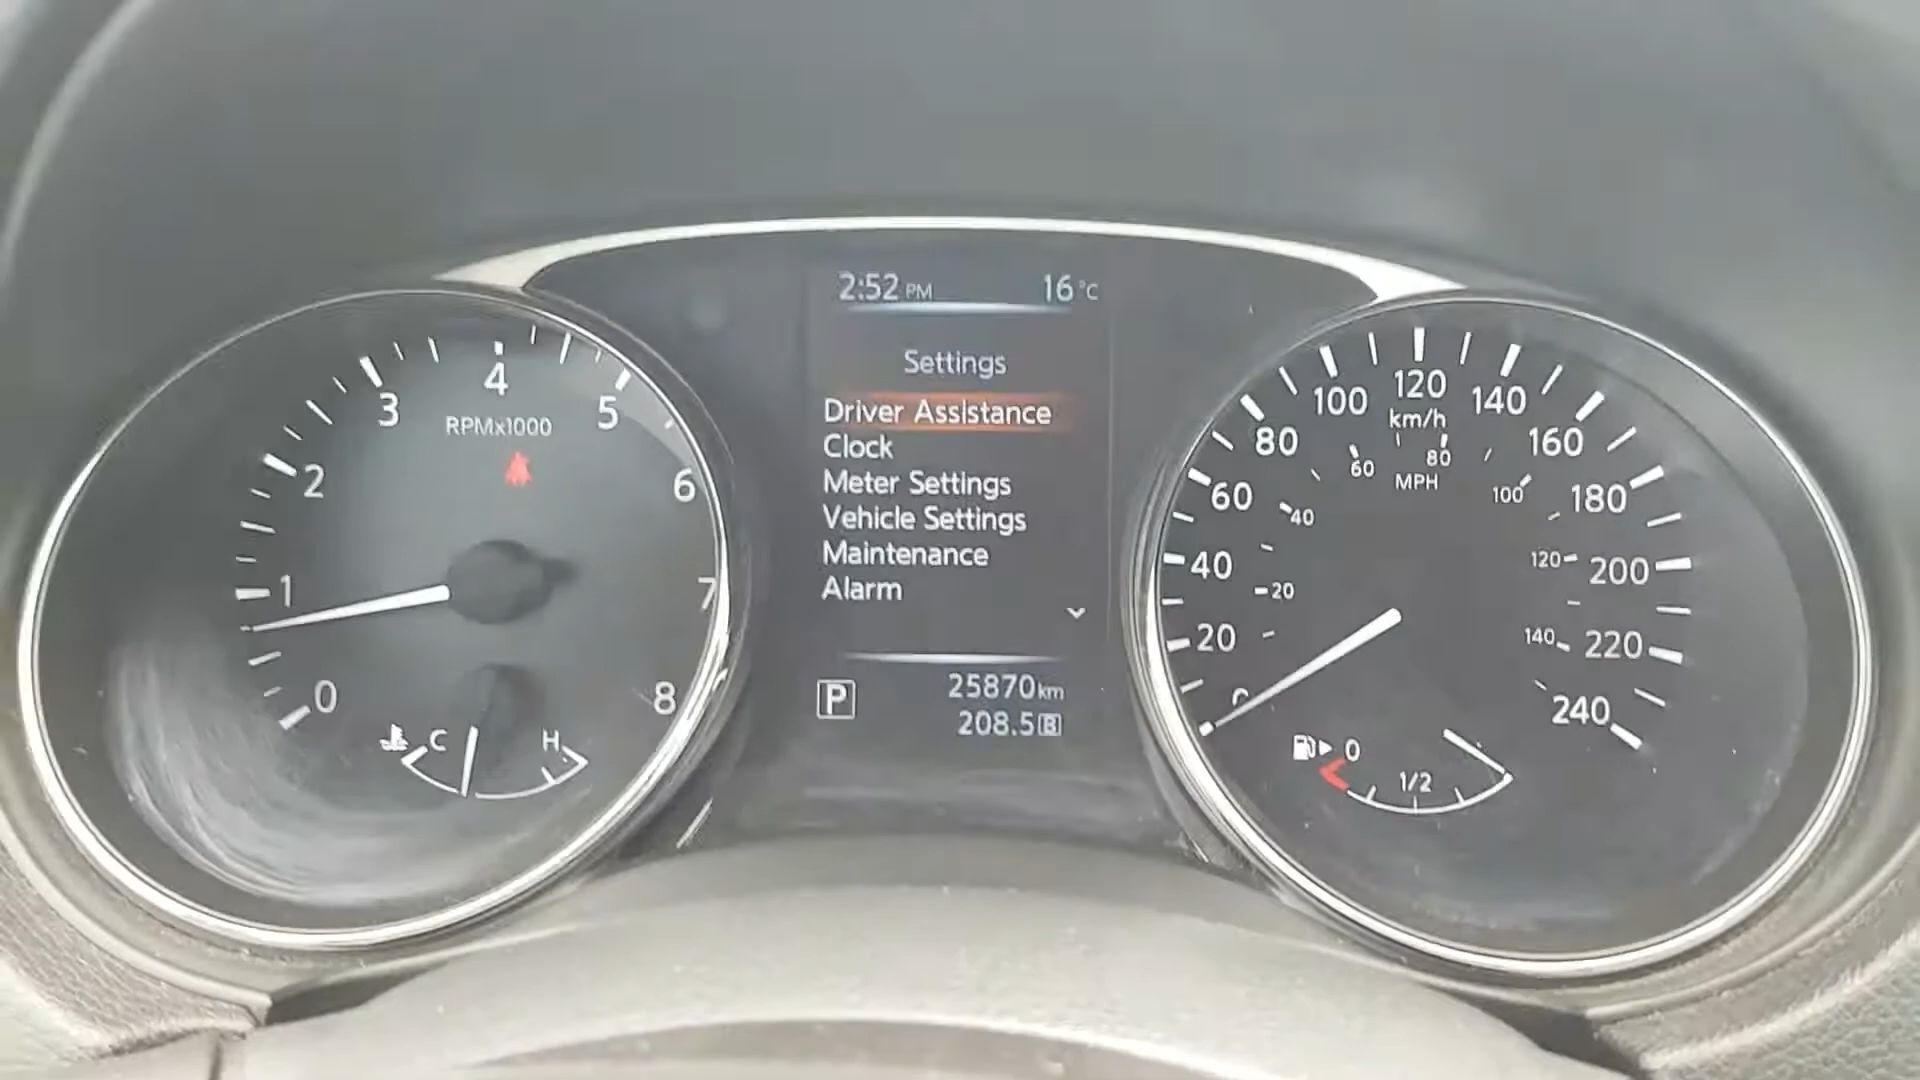 2:52 PM 16 °C
Settings
Driver Assistance
Clock
Meter Settings
Vehicle Settings
Maintenance
Alarm
P 25870 km
208.5 B
0 1 2 3 4 5 6 7 8
RPMx1000
C H
0 20 40 60 80 100 120 140 160 180 200 220 240
km/h
20 40 60 80 100 120 140
MPH
0 1/2